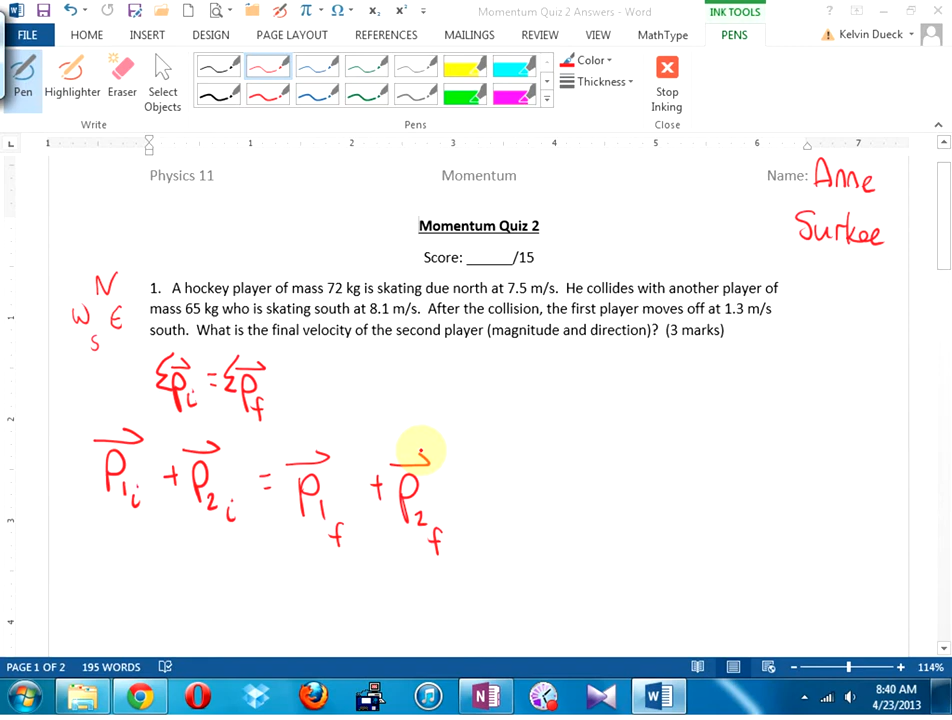 Momentum Quiz 2 Answers - Word
INK TOOLS
FILE HOME INSERT DESIGN PAGE LAYOUT REFERENCES MAILINGS REVIEW VIEW MathType PENS Kelvin Dueck
Pen Highlighter Eraser Select Objects Color Thickness Stop Inking
Write Pens Close
Physics 11 Momentum Name: Anne
Surkee
Momentum Quiz 2
Score: ______/15
N
W E
S
1. A hockey player of mass 72 kg is skating due north at 7.5 m/s. He collides with another player of
mass 65 kg who is skating south at 8.1 m/s. After the collision, the first player moves off at 1.3 m/s
south. What is the final velocity of the second player (magnitude and direction)? (3 marks)
Σp⃗i = Σp⃗f
p⃗1i + p⃗2i = p⃗1f + p⃗2f
PAGE 1 OF 2 195 WORDS 114%
8:40 AM
4/23/2013